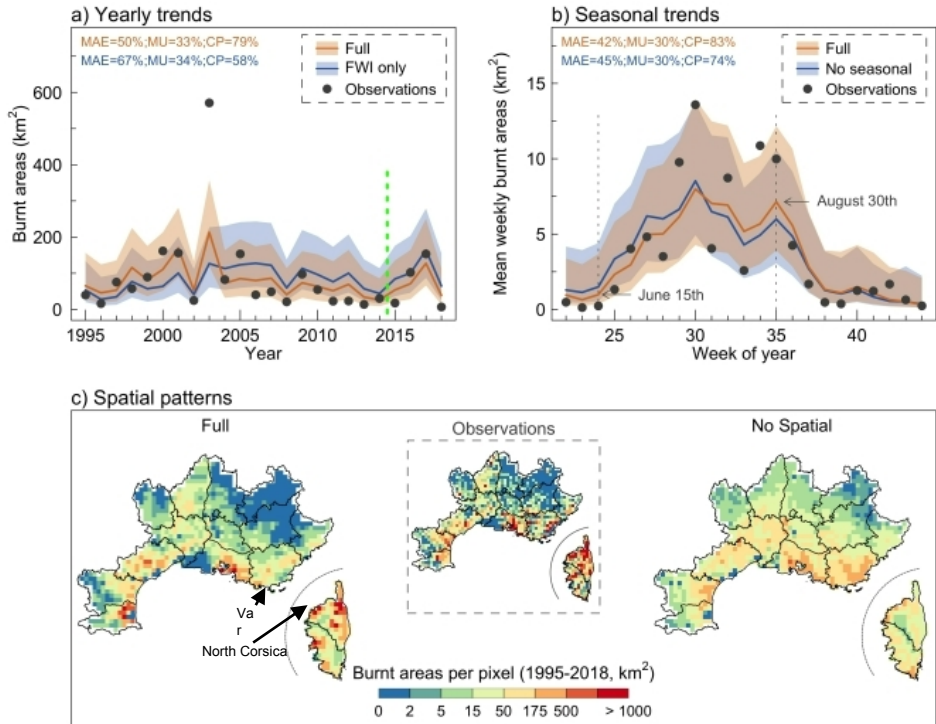 a) Yearly trends
MAE=50%;MU=33%;CP=79%
MAE=67%;MU=34%;CP=58%
Full
FWI only
Observations
Burnt areas (km²)
600
400
200
0
1995 2000 2005 2010 2015
Year
b) Seasonal trends
MAE=42%;MU=30%;CP=83%
MAE=45%;MU=30%;CP=74%
Full
No seasonal
Observations
Mean weekly burnt areas (km²)
15
10
5
0
August 30th
June 15th
25 30 35 40
Week of year
c) Spatial patterns
Full
Observations
No Spatial
Va
r
North Corsica
Burnt areas per pixel (1995-2018, km²)
0 2 5 15 50 175 500 > 1000